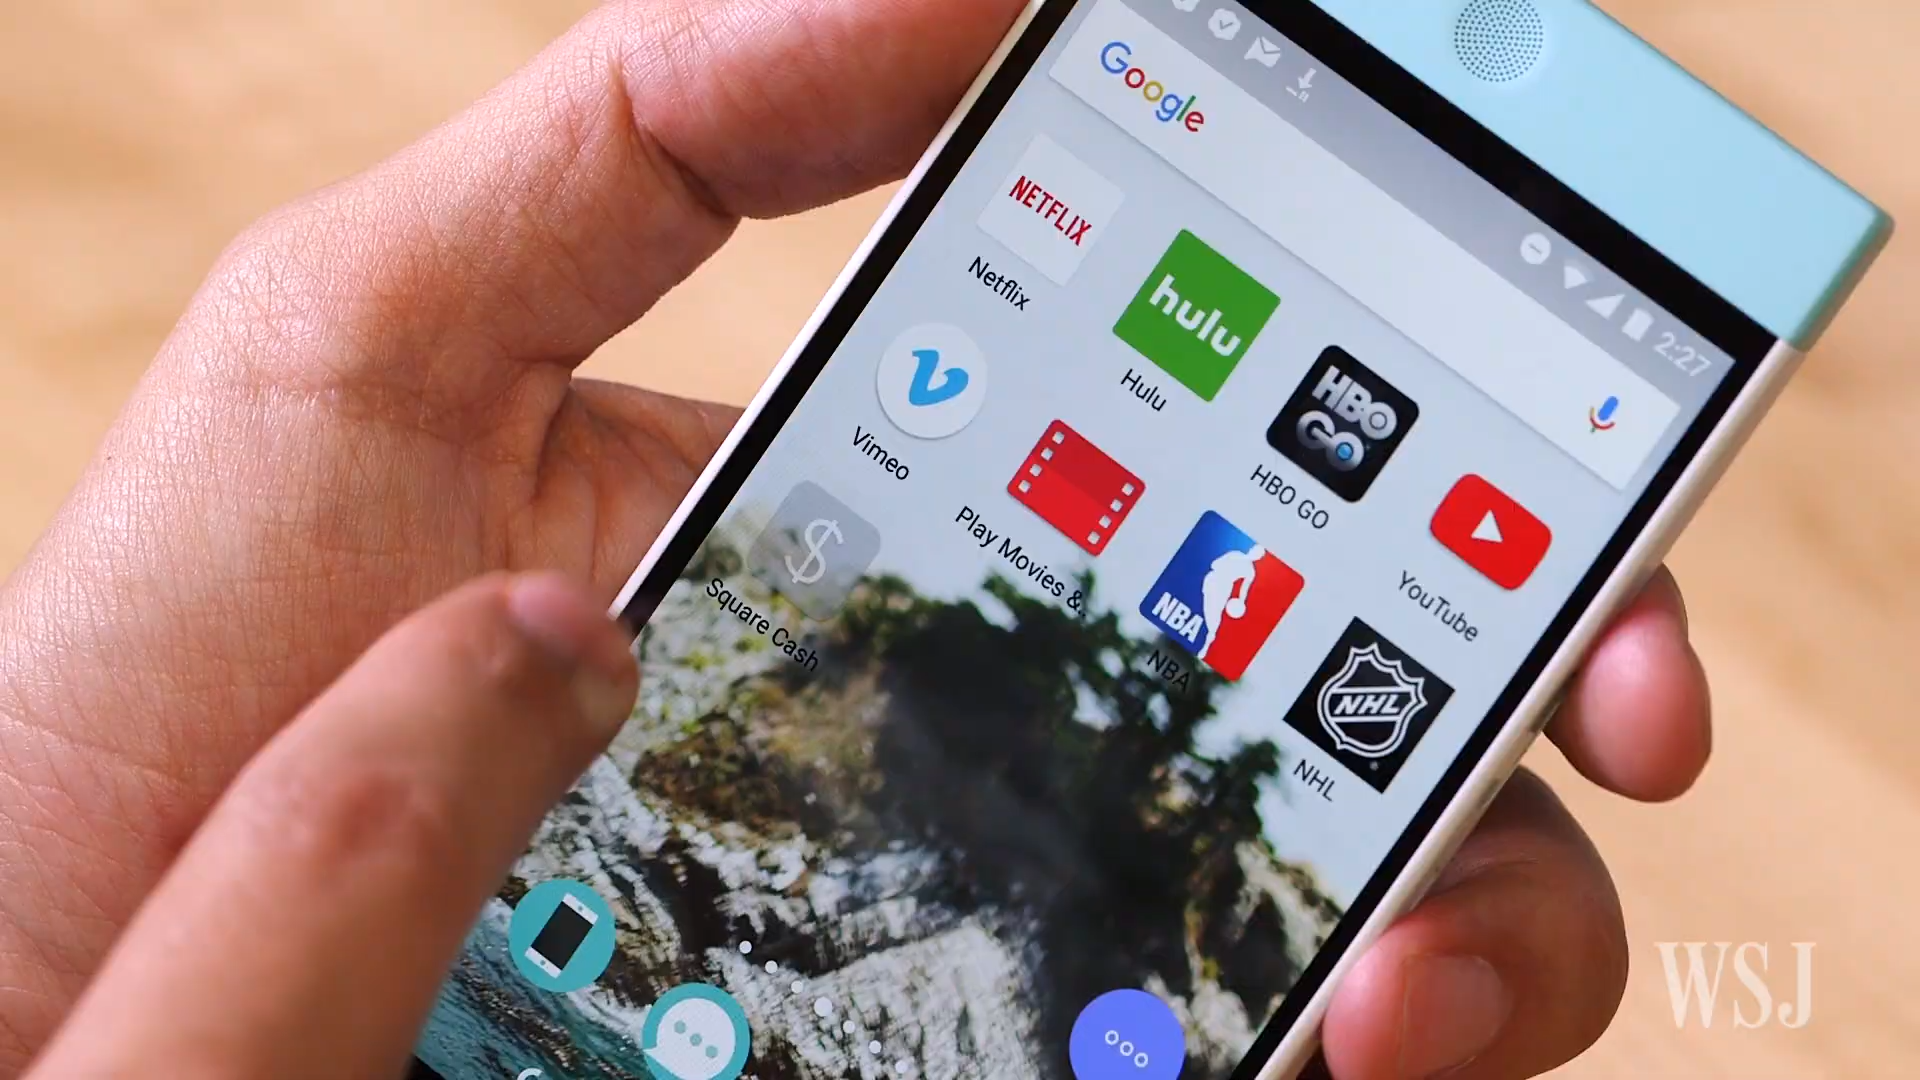 2:27
Google
NETFLIX
Netflix
hulu
Hulu
HBO
GO
HBO GO
YouTube
Vimeo
Play Movies &..
NBA
NBA
NHL
NHL
$
Square Cash
WSJ